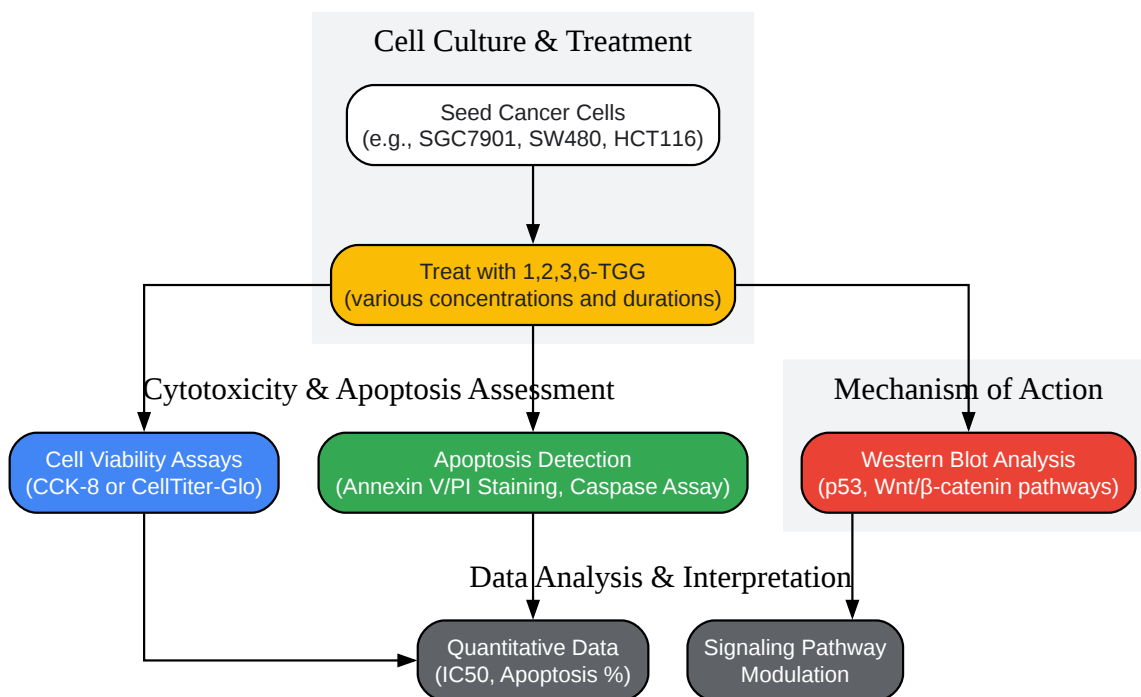 Cell Culture & Treatment
Seed Cancer Cells
(e.g., SGC7901, SW480, HCT116)
Treat with 1,2,3,6-TGG
(various concentrations and durations)
Cytotoxicity & Apoptosis Assessment
Mechanism of Action
Cell Viability Assays
(CCK-8 or CellTiter-Glo)
Apoptosis Detection
(Annexin V/PI Staining, Caspase Assay)
Western Blot Analysis
(p53, Wnt/β-catenin pathways)
Data Analysis & Interpretation
Quantitative Data
(IC50, Apoptosis %)
Signaling Pathway
Modulation